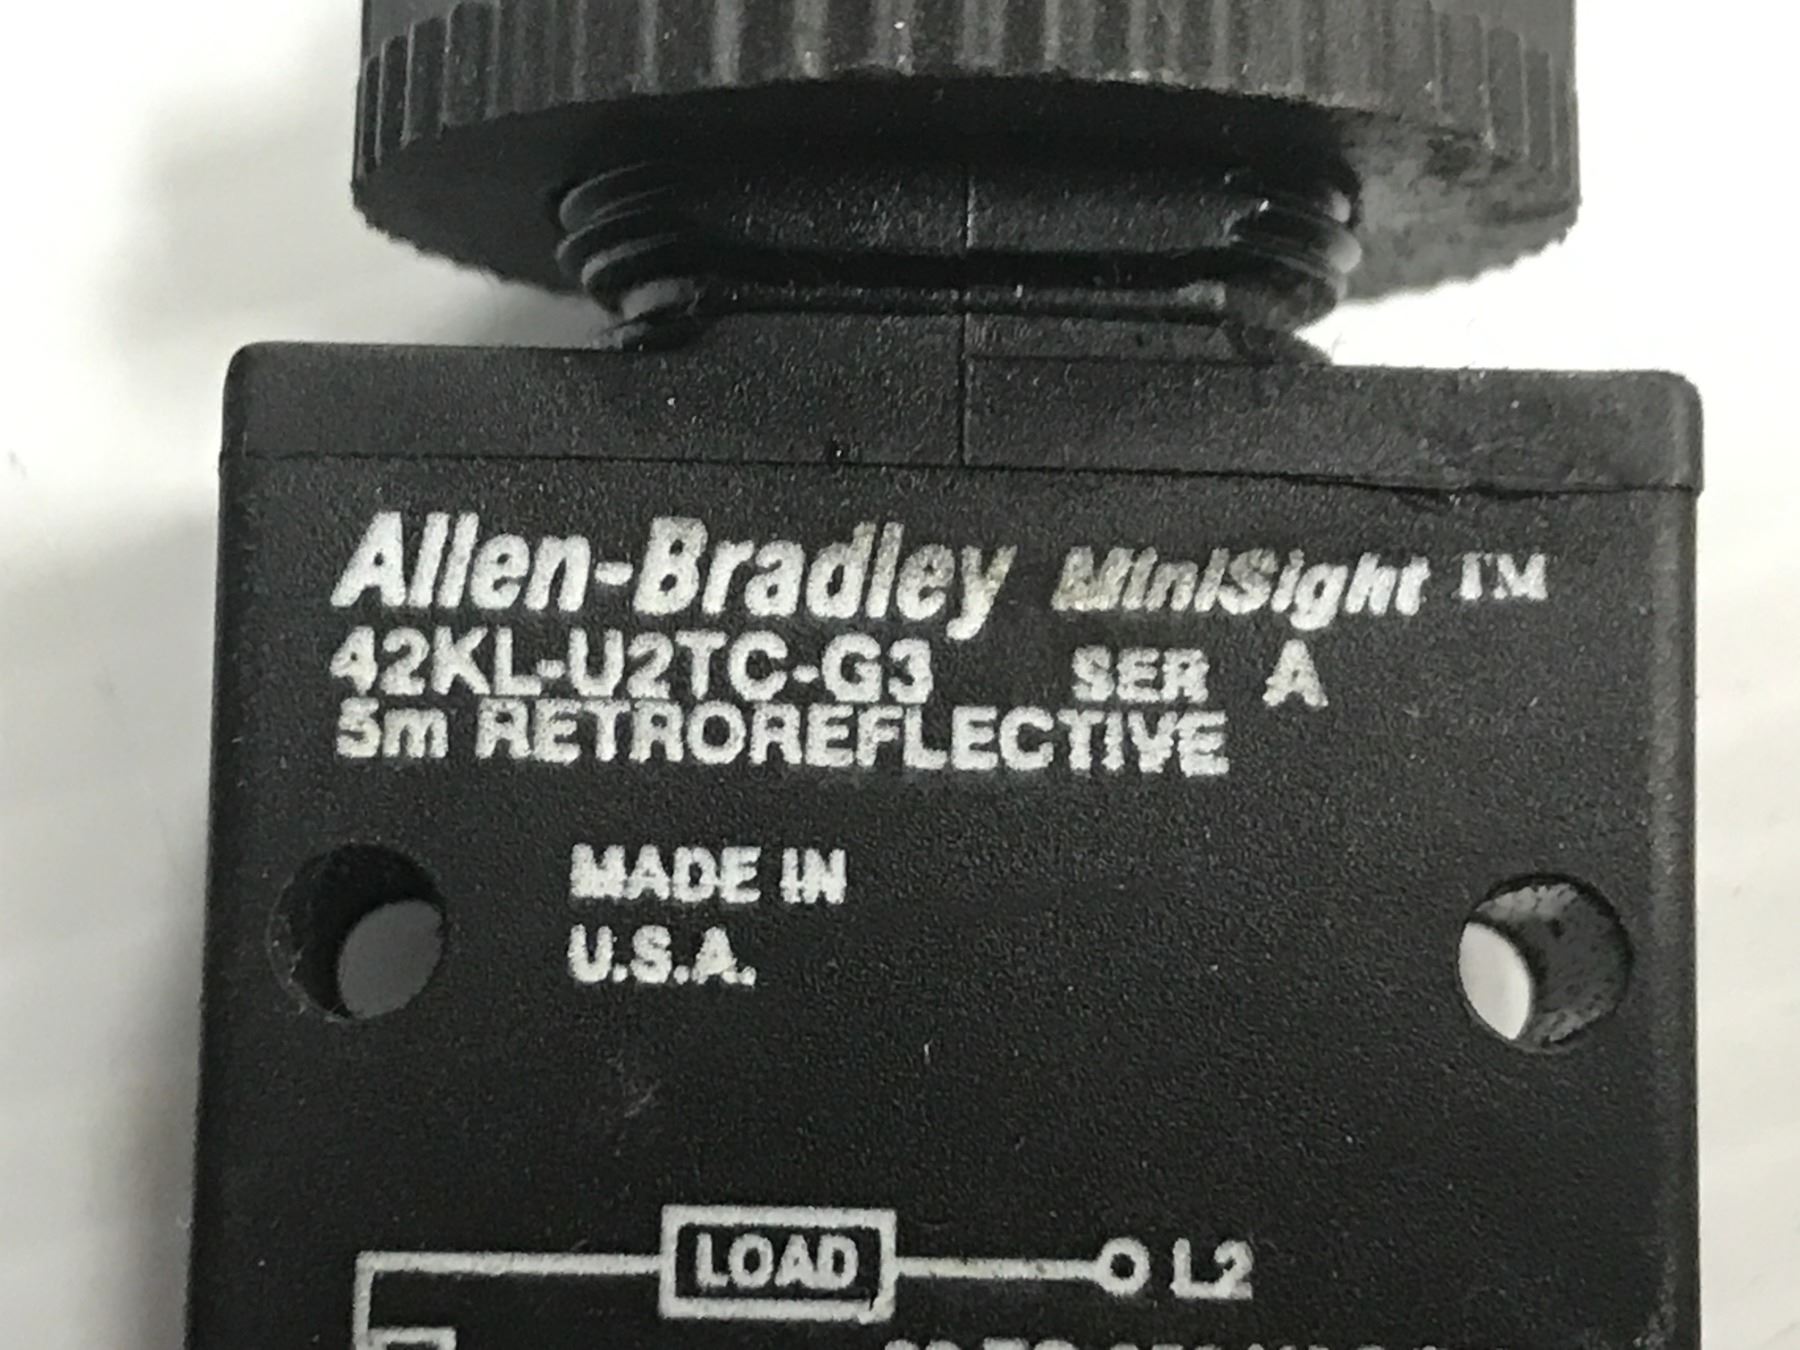 Allen-Bradley MiniSight ™
42KL-U2TC-G3 SER A
5m RETROREFLECTIVE
MADE IN
U.S.A.
LOAD L2